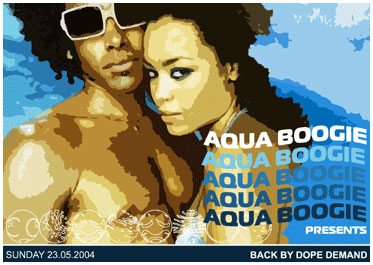 'AQUA BOOGIE
AQUA BOOGIE
AQUA BOOGIE
AQUA BOOGIE
AQUA BOOGIE
PRESENTS
SUNDAY 23.05.2004
BACK BY DOPE DEMAND